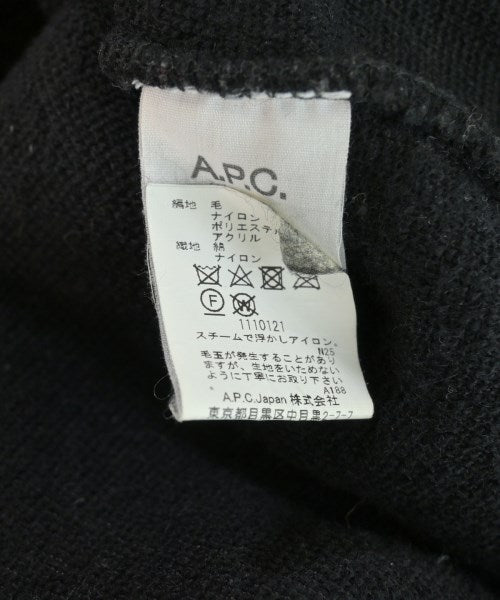 A.P.C.
編地 毛
ナイロン
ポリエステル
アクリル
織地 綿
ナイロン
F W
1110121
スチームで浮かしアイロン。
N25
毛玉が発生することがあり
ますが、生地をいためない
ように丁寧にお取り下さい
A188
A.P.C.Japan 株式会社
東京都目黒区中目黒2-7-7